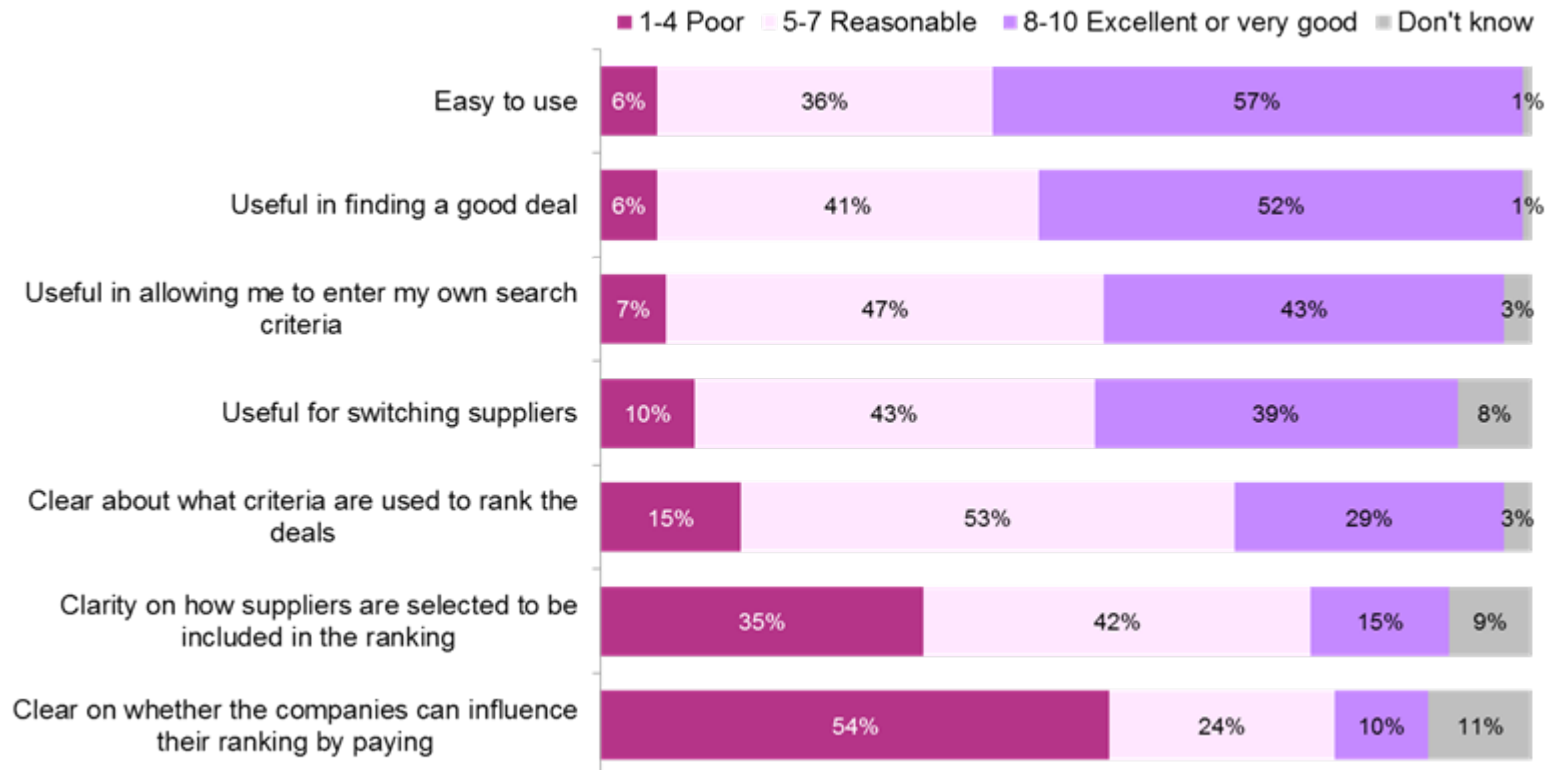 1-4 Poor 5-7 Reasonable 8-10 Excellent or very good Don't know
Easy to use 6% 36% 57% 1%
Useful in finding a good deal 6% 41% 52% 1%
Useful in allowing me to enter my own search
criteria 7% 47% 43% 3%
Useful for switching suppliers 10% 43% 39% 8%
Clear about what criteria are used to rank the
deals 15% 53% 29% 3%
Clarity on how suppliers are selected to be
included in the ranking 35% 42% 15% 9%
Clear on whether the companies can influence
their ranking by paying 54% 24% 10% 11%